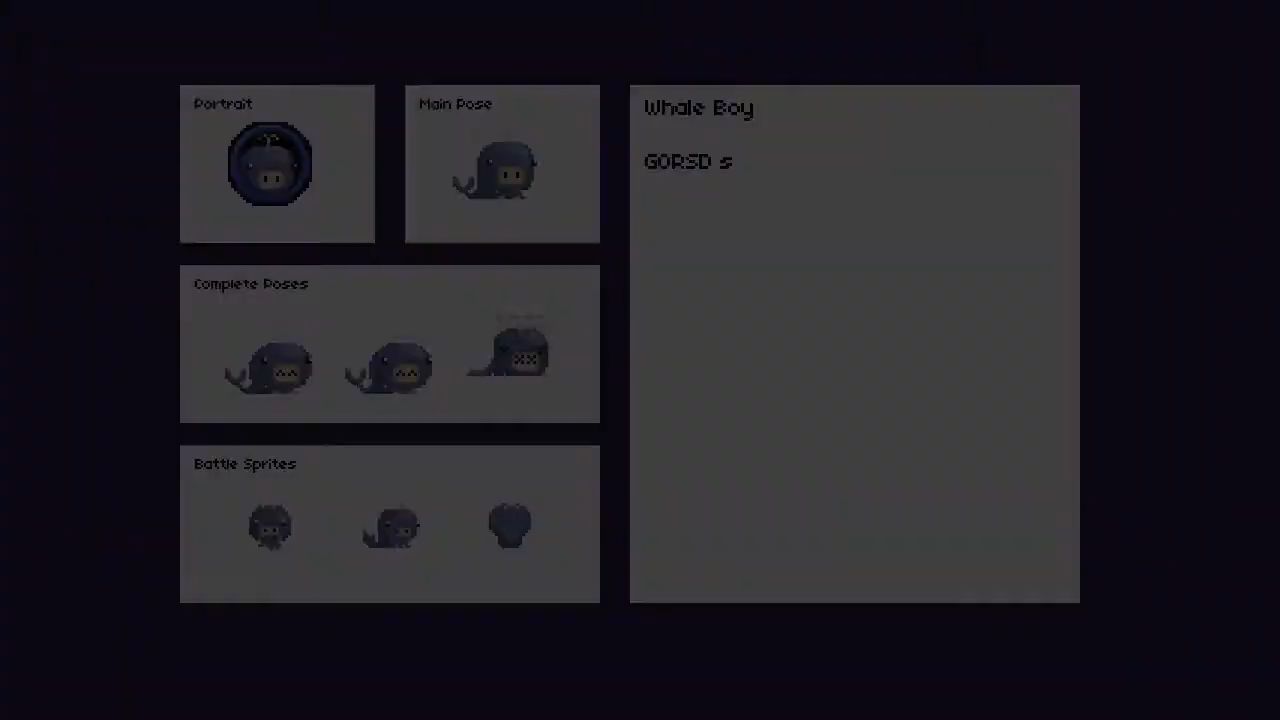 Portrait
Main Pose
Whale Boy
GORSD s
Complete Poses
Battle Sprites